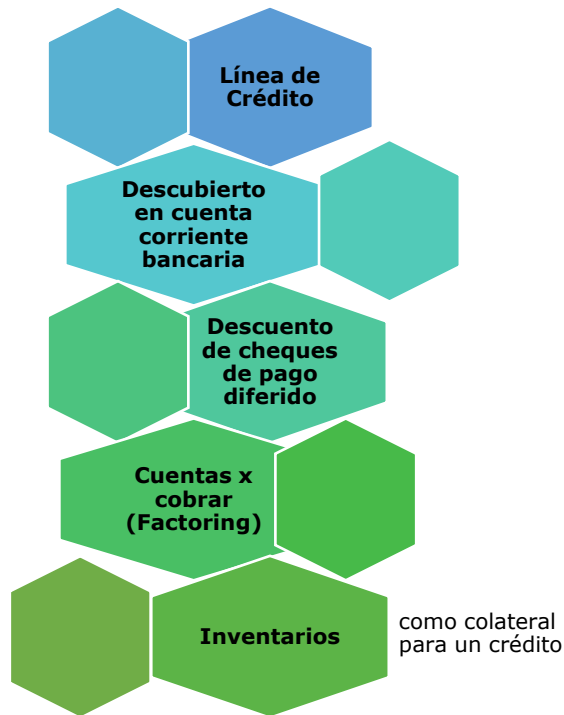 Línea de
Crédito
Descubierto
en cuenta
corriente
bancaria
Descuento
de cheques
de pago
diferido
Cuentas x
cobrar
(Factoring)
Inventarios
como colateral
para un crédito